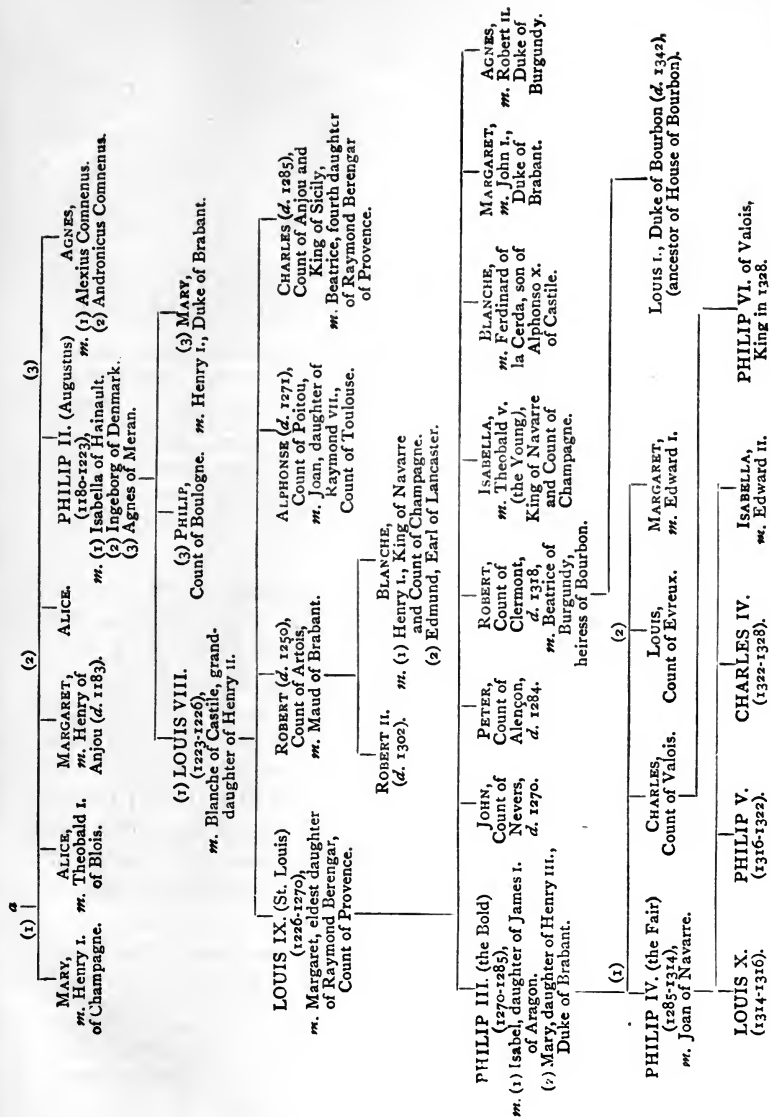 a
(1)
(2)
(3)
MARY,
m. Henry I.
of Champagne.
ALICE,
m. Theobald I.
of Blois.
MARGARET,
m. Henry of
Anjou (d. 1183).
ALICE.
PHILIP II. (Augustus)
(1180-1223),
m. (1) Isabella of Hainault.
(2) Ingeborg of Denmark.
(3) Agnes of Meran.
AGNES,
m. (1) Alexius Comnenus.
(2) Andronicus Comnenus.
(1) LOUIS VIII.
(1223-1226),
m. Blanche of Castile, grand-
daughter of Henry II.
(3) PHILIP,
Count of Boulogne.
(3) MARY,
m. Henry I., Duke of Brabant.
LOUIS IX. (St. Louis)
(1226-1270),
m. Margaret, eldest daughter
of Raymond Berengar,
Count of Provence.
ROBERT (d. 1250),
Count of Artois,
m. Maud of Brabant.
ALPHONSE (d. 1271),
Count of Poitou,
m. Joan, daughter of
Raymond VII.,
Count of Toulouse.
CHARLES (d. 1285),
Count of Anjou and
King of Sicily,
m. Beatrice, fourth daughter
of Raymond Berengar
of Provence.
ROBERT II.
(d. 1302).
BLANCHE,
m. (1) Henry I., King of Navarre
and Count of Champagne.
(2) Edmund, Earl of Lancaster.
PHILIP III. (the Bold)
(1270-1285),
m. (1) Isabel, daughter of James I.
of Aragon.
(2) Mary, daughter of Henry III.,
Duke of Brabant.
JOHN,
Count of
Nevers,
d. 1270.
PETER,
Count of
Alençon,
d. 1284.
ROBERT,
Count of
Clermont,
d. 1318,
m. Beatrice of
Burgundy,
heiress of Bourbon.
ISABELLA,
m. Theobald V.
(the Young),
King of Navarre
and Count of
Champagne.
BLANCHE,
m. Ferdinard of
la Cerda, son of
Alphonso X.
of Castile.
MARGARET,
m. John I.,
Duke of
Brabant.
AGNES,
m. Robert II.
Duke of
Burgundy.
(1)
(2)
PHILIP IV. (the Fair)
(1285-1314),
m. Joan of Navarre.
CHARLES,
Count of Valois.
LOUIS,
Count of Evreux.
MARGARET,
m. Edward I.
LOUIS I., Duke of Bourbon (d. 1342),
(ancestor of House of Bourbon).
LOUIS X.
(1314-1316).
PHILIP V.
(1316-1322).
CHARLES IV.
(1322-1328).
ISABELLA,
m. Edward II.
PHILIP VI. of Valois,
King in 1328.